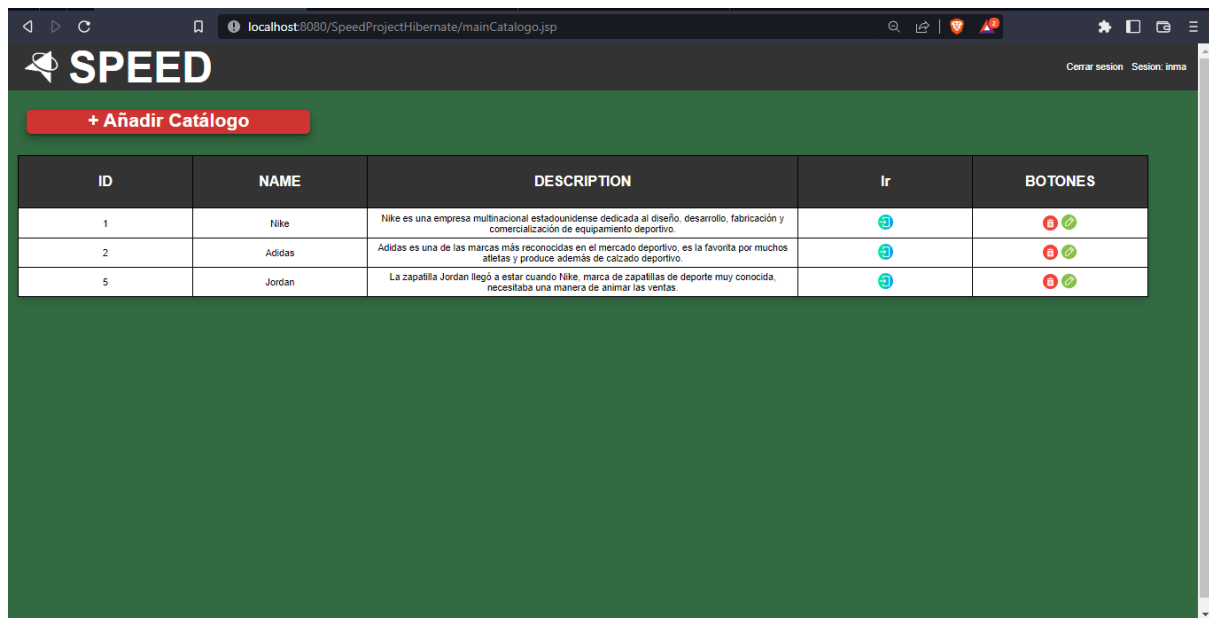 localhost:8080/SpeedProjectHibernate/mainCatalogo.jsp
2
SPEED
Cerrar sesion Sesion: inma
+ Añadir Catálogo
ID NAME DESCRIPTION Ir BOTONES
1 Nike Nike es una empresa multinacional estadounidense dedicada al diseño, desarrollo, fabricación y
comercialización de equipamiento deportivo.
2 Adidas Adidas es una de las marcas más reconocidas en el mercado deportivo, es la favorita por muchos
atletas y produce además de calzado deportivo.
5 Jordan La zapatilla Jordan llegó a estar cuando Nike, marca de zapatillas de deporte muy conocida,
necesitaba una manera de animar las ventas.